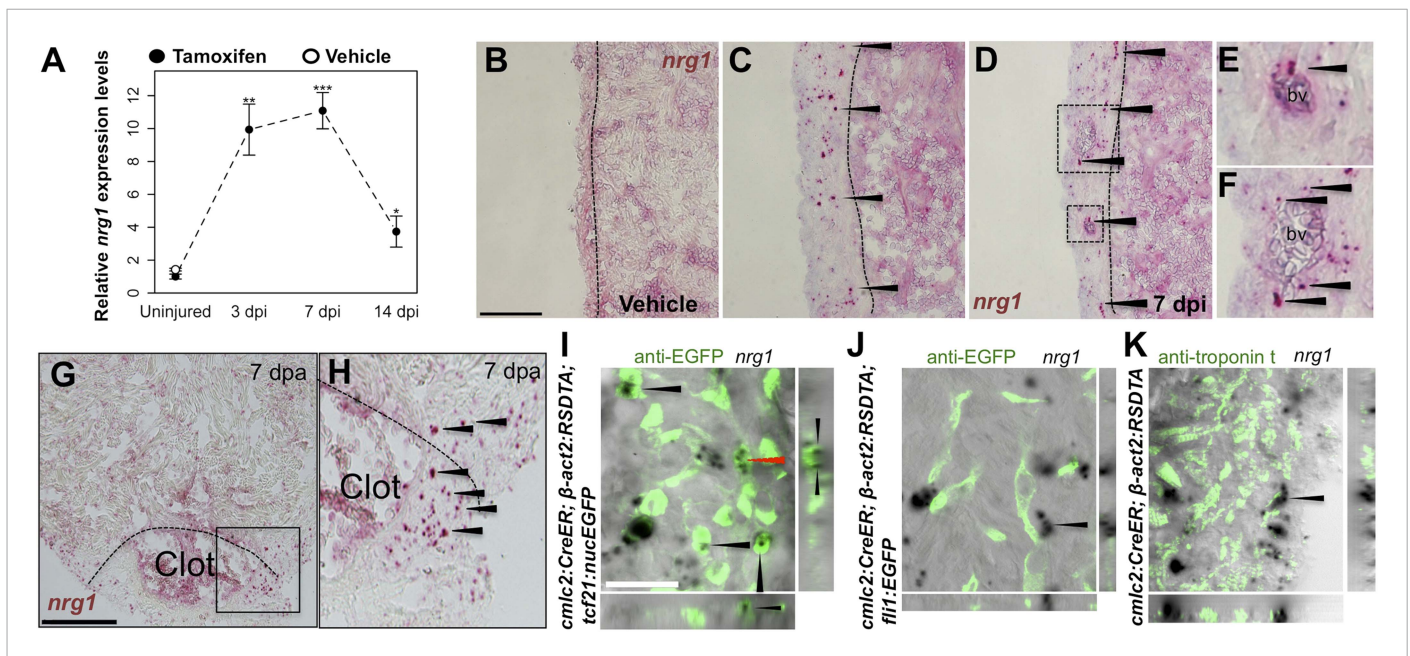 A
Tamoxifen
Vehicle
Relative nrg1 expression levels
12
10
8
6
4
2
0
**
***
*
Uninjured
3 dpi
7 dpi
14 dpi
B
nrg1
Vehicle
C
D
nrg1
7 dpi
E
bv
F
bv
G
7 dpa
Clot
nrg1
H
7 dpa
Clot
I
anti-EGFP nrg1
cmlc2:CreER; β-act2:RSDTA;
tcf21:nucEGFP
J
anti-EGFP nrg1
cmlc2:CreER; β-act2:RSDTA;
fli1:EGFP
K
anti-troponin t nrg1
cmlc2:CreER; β-act2:RSDTA